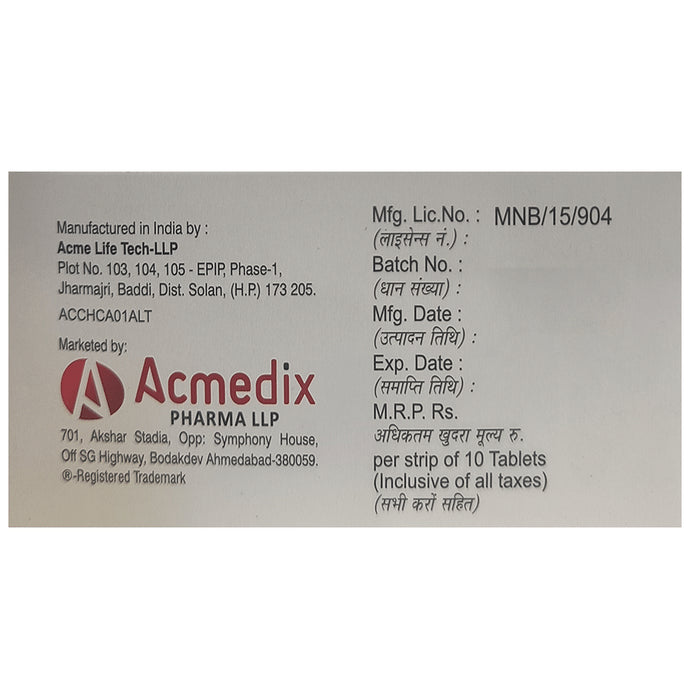 Manufactured in India by :
Acme Life Tech-LLP
Plot No. 103, 104, 105 - EPIP, Phase-1,
Jharmajri, Baddi, Dist. Solan, (H.P.) 173 205.
ACCHCA01ALT
Marketed by:
Acmedix
PHARMA LLP
701, Akshar Stadia, Opp: Symphony House,
Off SG Highway, Bodakdev Ahmedabad-380059.
®-Registered Trademark
Mfg. Lic.No. : MNB/15/904
(लाइसेन्स नं.) :
Batch No. :
(धान संख्या) :
Mfg. Date :
(उत्पादन तिथि) :
Exp. Date :
(समाप्ति तिथि) :
M.R.P. Rs.
अधिकतम खुदरा मूल्य रु.
per strip of 10 Tablets
(Inclusive of all taxes)
(सभी करों सहित)